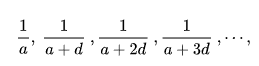 1/a, 1/(a + d), 1/(a + 2d), 1/(a + 3d), ⋯,